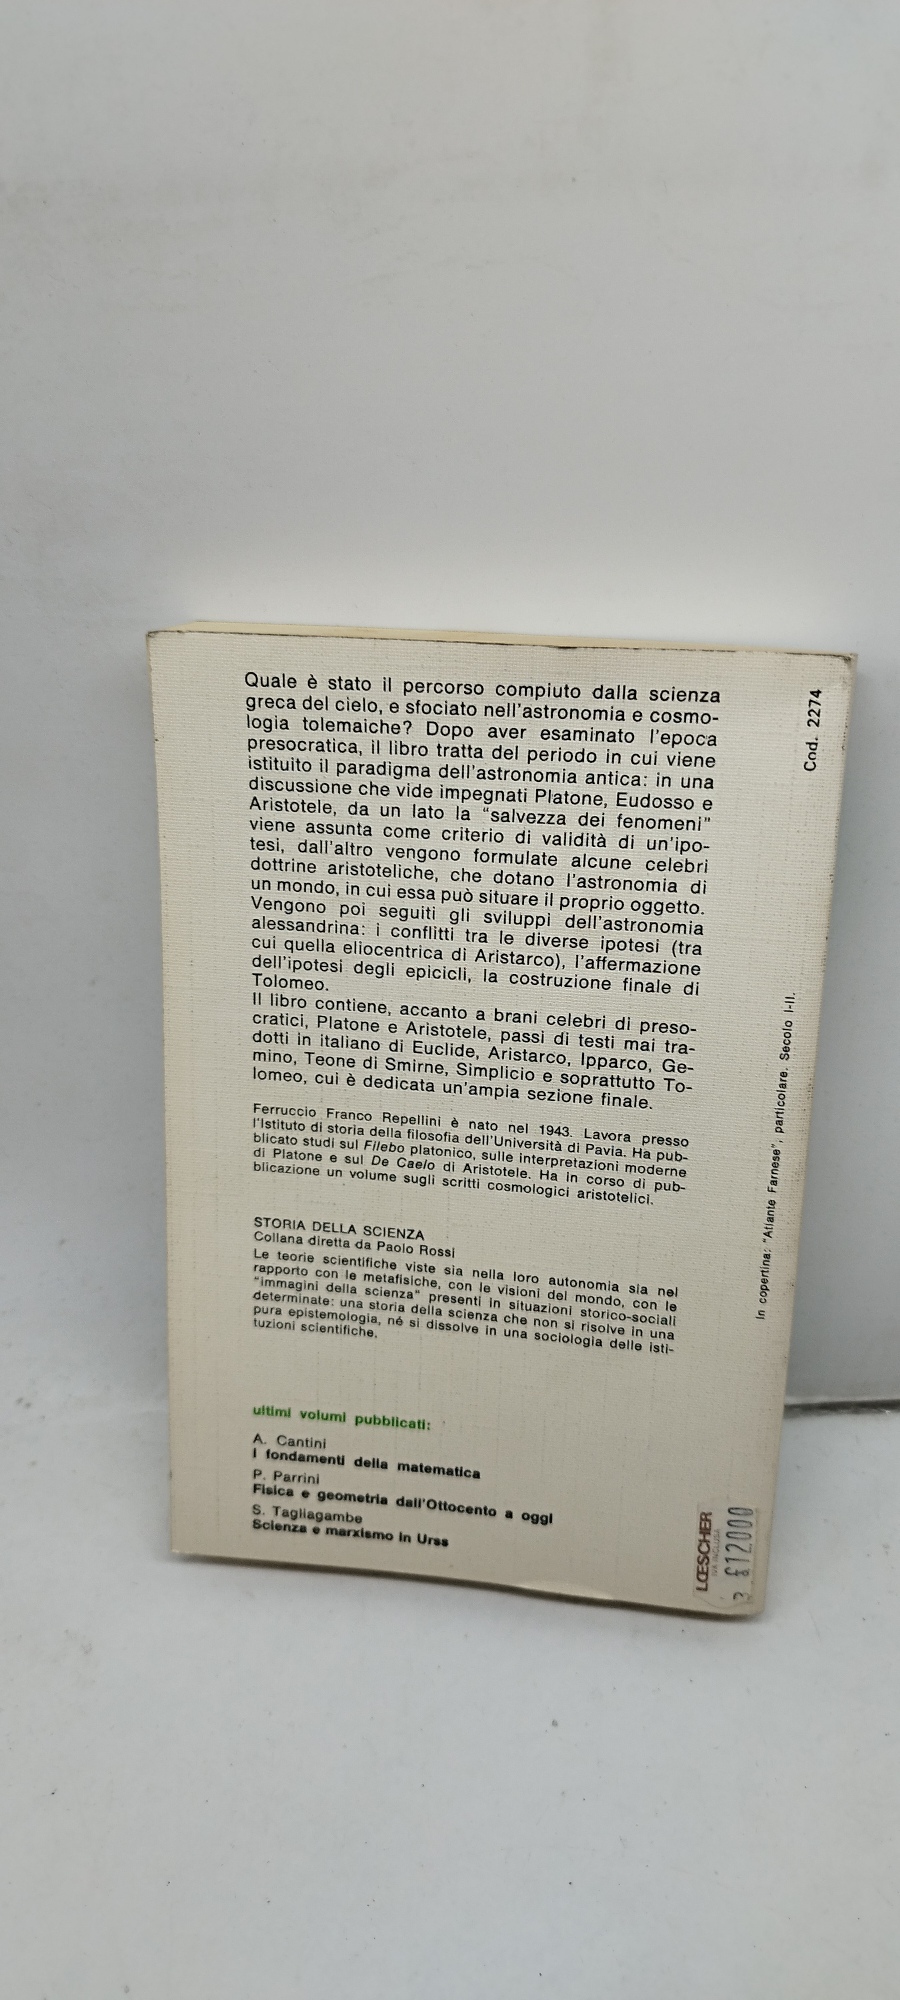 Quale è stato il percorso compiuto dalla scienza
greca del cielo, e sfociato nell'astronomia e cosmo-
logia tolemaiche? Dopo aver esaminato l'epoca
presocratica, il libro tratta del periodo in cui viene
istituito il paradigma dell'astronomia antica: in una
discussione che vide impegnati Platone, Eudosso e
Aristotele, da un lato la "salvezza dei fenomeni"
viene assunta come criterio di validità di un'ipo-
tesi, dall'altro vengono formulate alcune celebri
dottrine aristoteliche, che dotano l'astronomia di
un mondo, in cui essa può situare il proprio oggetto.
Vengono poi seguiti gli sviluppi dell'astronomia
alessandrina: i conflitti tra le diverse ipotesi (tra
cui quella eliocentrica di Aristarco), l'affermazione
dell'ipotesi degli epicicli, la costruzione finale di
Tolomeo.
Il libro contiene, accanto a brani celebri di preso-
cratici, Platone e Aristotele, passi di testi mai tra-
dotti in italiano di Euclide, Aristarco, Ipparco, Ge-
mino, Teone di Smirne, Simplicio e soprattutto To-
lomeo, cui è dedicata un'ampia sezione finale.
Ferruccio Franco Repellini è nato nel 1943. Lavora presso
l'Istituto di storia della filosofia dell'Università di Pavia. Ha pub-
blicato studi sul Filebo platonico, sulle interpretazioni moderne
di Platone e sul De Caelo di Aristotele. Ha in corso di pub-
blicazione un volume sugli scritti cosmologici aristotelici.
STORIA DELLA SCIENZA
Collana diretta da Paolo Rossi
Le teorie scientifiche viste sia nella loro autonomia sia nel
rapporto con le metafisiche, con le visioni del mondo, con le
"immagini della scienza" presenti in situazioni storico-sociali
determinate: una storia della scienza che non si risolve in una
pura epistemologia, né si dissolve in una sociologia delle isti-
tuzioni scientifiche.
ultimi volumi pubblicati:
A. Cantini
I fondamenti della matematica
P. Parrini
Fisica e geometria dall'Ottocento a oggi
S. Tagliagambe
Scienza e marxismo in Urss
Cod. 2274
In copertina: "Atlante Farnese", particolare. Secolo I-II.
LŒSCHER
IVA INCLUSA
3 £12000